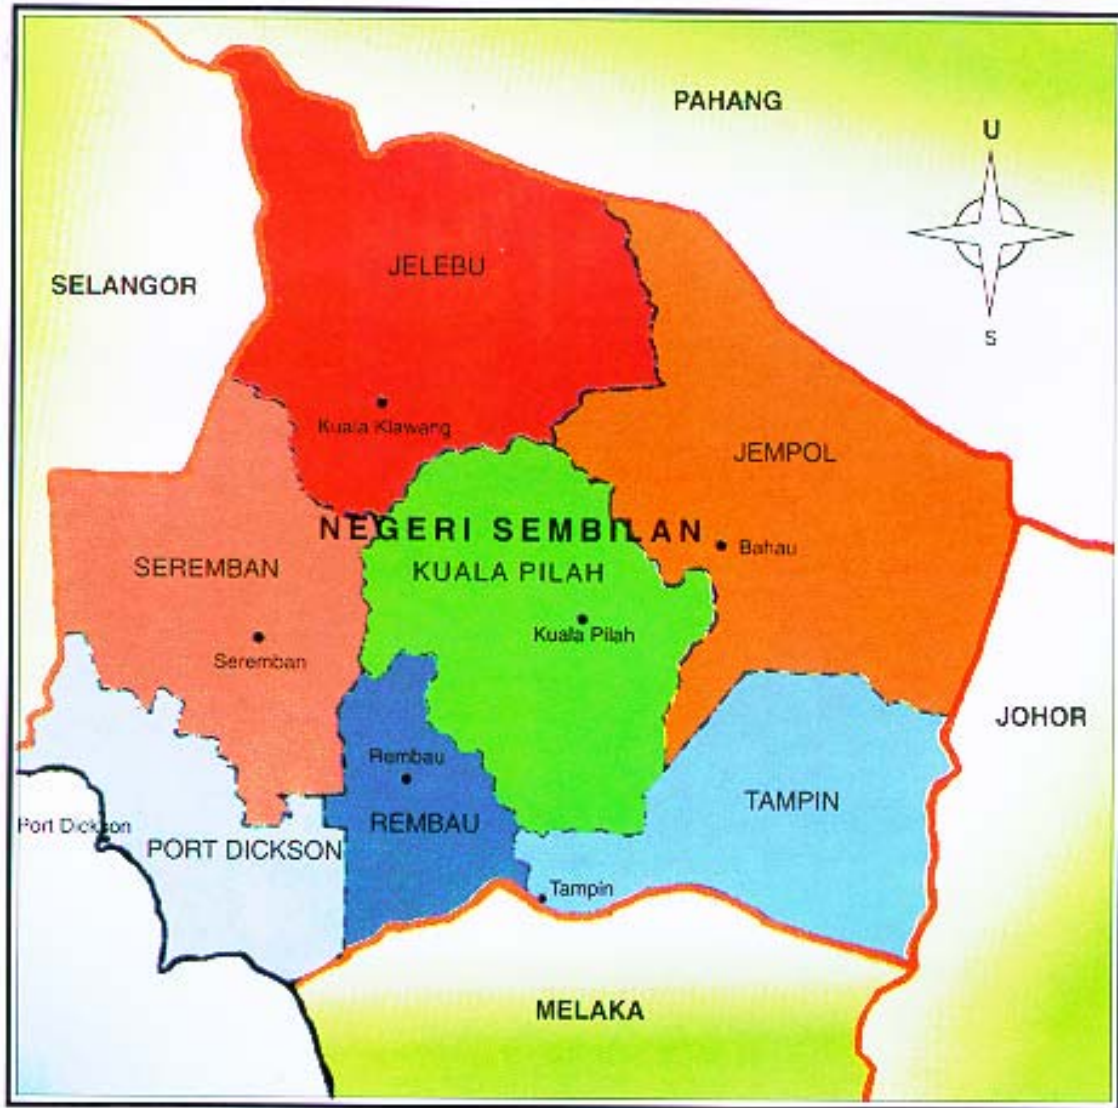 PAHANG
U
JELEBU
SELANGOR
S
Kuala Klawang
JEMPOL
NEGERI SEMBILAN
Bahau
SEREMBAN
KUALA PILAH
Kuala Pilah
Seremban
JOHOR
Rembau
TAMPIN
REMBAU
Port Dickson
PORT DICKSON
Tampin
MELAKA